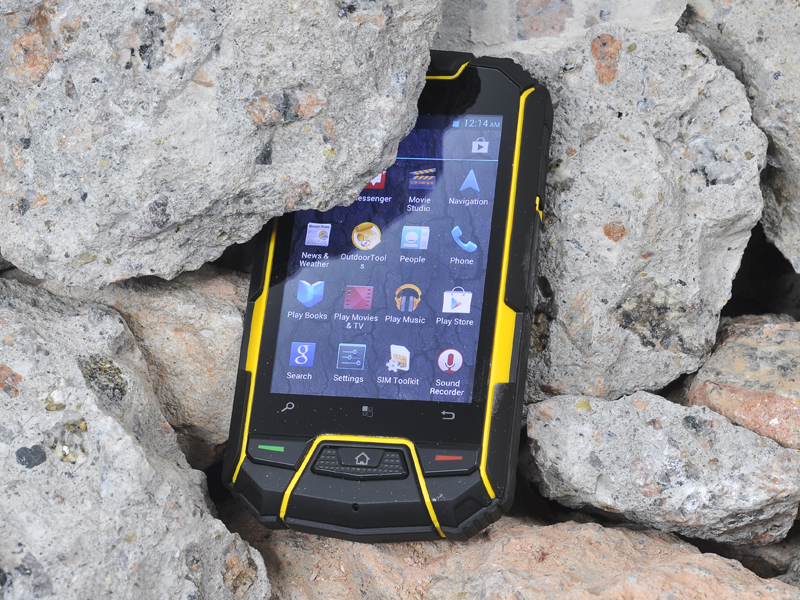 12:14 AM
essenger
Movie
Studio
Navigation
News &
Weather
OutdoorTool
s
People
Phone
Play Books
Play Movies
& TV
Play Music
Play Store
g
Search
Settings
SIM Toolkit
Sound
Recorder